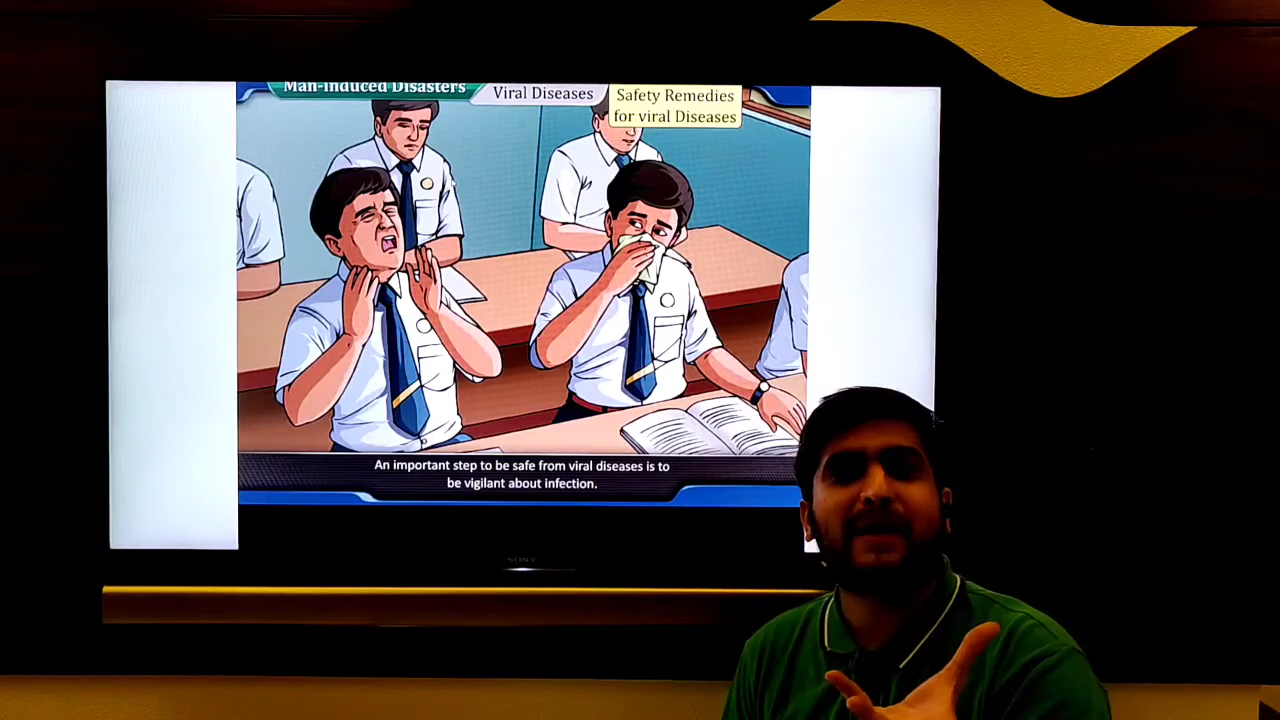 Man-induced Disasters
Viral Diseases
Safety Remedies
for viral Diseases
An important step to be safe from viral diseases is to
be vigilant about infection.
SONY